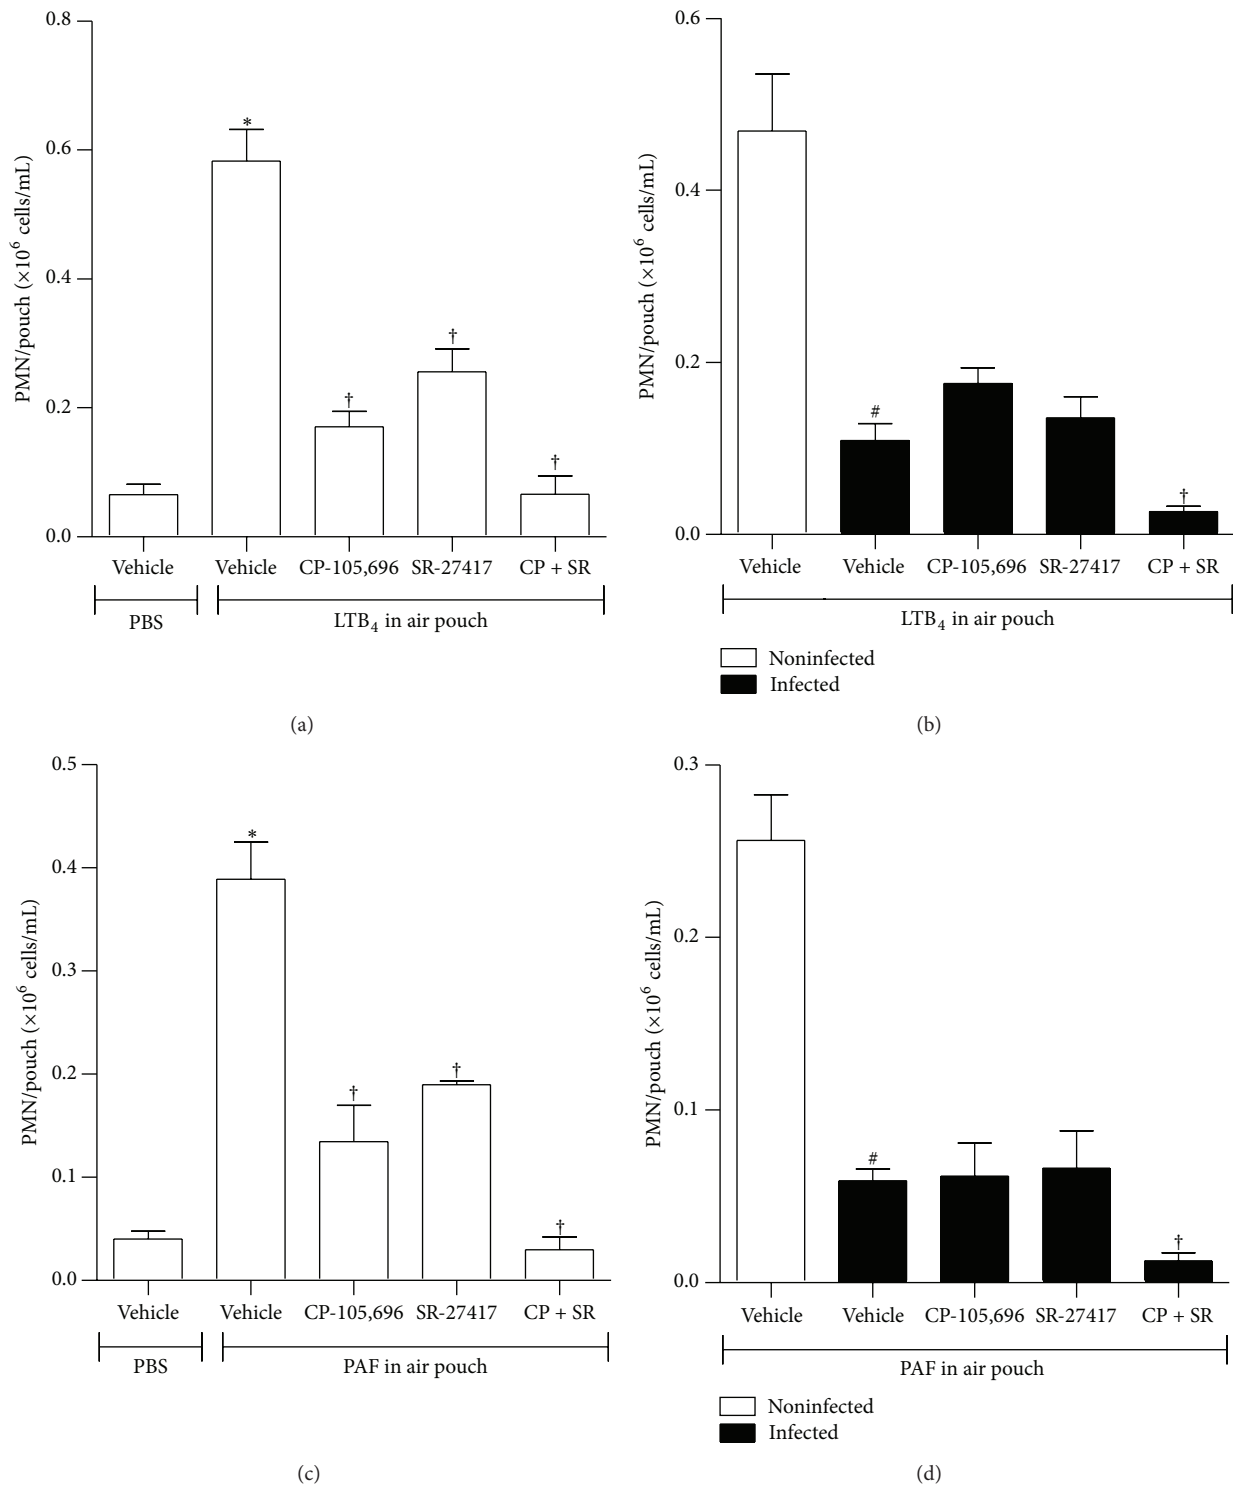 0.8
0.6
0.4
0.2
0.0
PMN/pouch (×10⁶ cells/mL)
*
†
†
†
Vehicle Vehicle CP-105,696 SR-27417 CP + SR
PBS LTB₄ in air pouch
(a)
0.6
0.4
0.2
0.0
PMN/pouch (×10⁶ cells/mL)
#
†
Vehicle Vehicle CP-105,696 SR-27417 CP + SR
LTB₄ in air pouch
Noninfected
Infected
(b)
0.5
0.4
0.3
0.2
0.1
0.0
PMN/pouch (×10⁶ cells/mL)
*
†
†
†
Vehicle Vehicle CP-105,696 SR-27417 CP + SR
PBS PAF in air pouch
(c)
0.3
0.2
0.1
0.0
PMN/pouch (×10⁶ cells/mL)
#
†
Vehicle Vehicle CP-105,696 SR-27417 CP + SR
PAF in air pouch
Noninfected
Infected
(d)